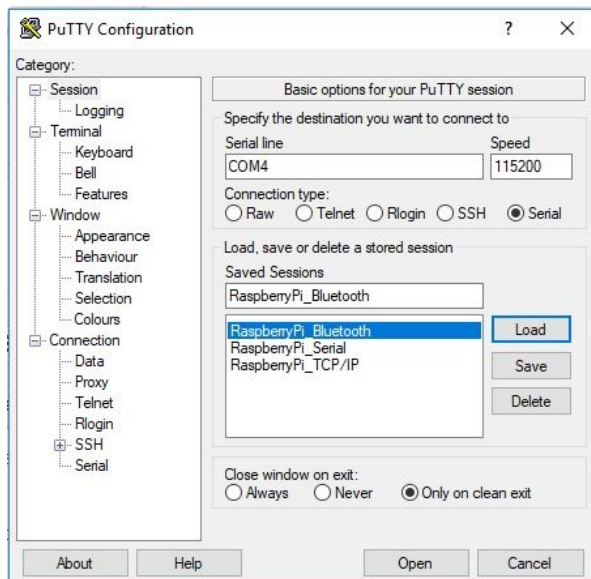 PuTTY Configuration ? ×
Category:
Session
Logging
Terminal
Keyboard
Bell
Features
Window
Appearance
Behaviour
Translation
Selection
Colours
Connection
Data
Proxy
Telnet
Rlogin
SSH
Serial
Basic options for your PuTTY session
Specify the destination you want to connect to
Serial line Speed
COM4 115200
Connection type:
Raw Telnet Rlogin SSH Serial
Load, save or delete a stored session
Saved Sessions
RaspberryPi_Bluetooth
RaspberryPi_Bluetooth
RaspberryPi_Serial
RaspberryPi_TCP/IP
Load
Save
Delete
Close window on exit:
Always Never Only on clean exit
About Help Open Cancel